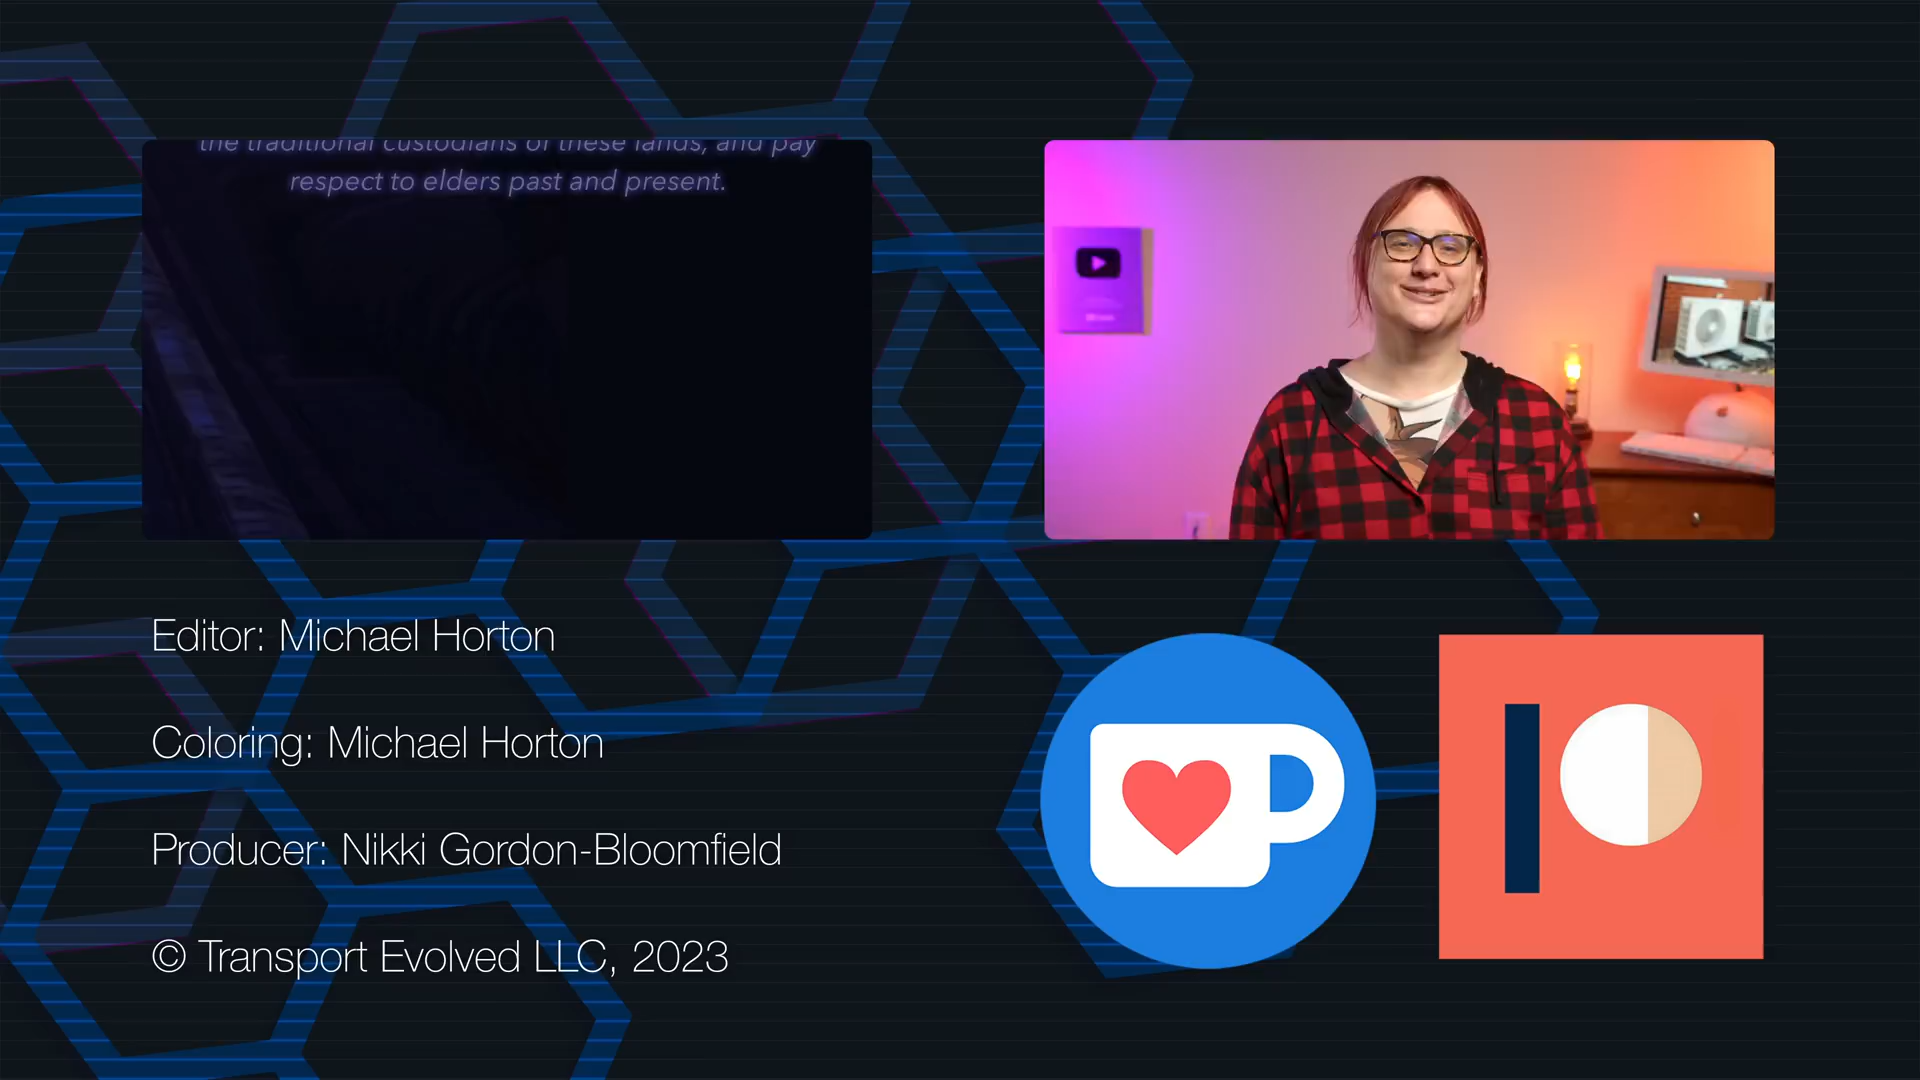 the traditional custodians of these lands, and pay
respect to elders past and present.
Editor: Michael Horton
Coloring: Michael Horton
Producer: Nikki Gordon-Bloomfield
© Transport Evolved LLC, 2023